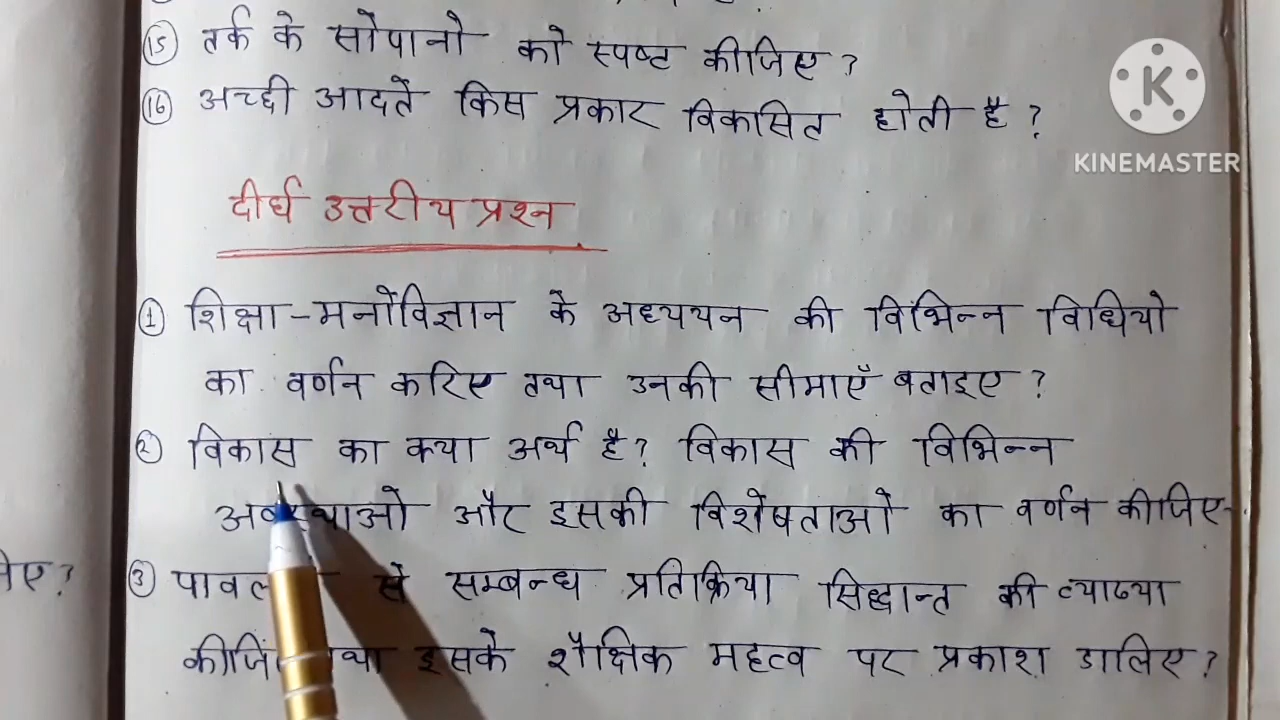 ⑮ तर्क के सोपानो को स्पष्ट कीजिए ?
⑯ अच्छी आदतें किस प्रकार विकसित होती है ?
KINEMASTER
दीर्घ उत्तरीय प्रश्न
① शिक्षा - मनोविज्ञान के अध्ययन की विभिन्न विधियो
का वर्णन करिए तथा उनकी सीमाएँ बताइए ?
② विकास का क्या अर्थ है ? विकास की विभिन्न
अवस्थाओ और इसकी विशेषताओ का वर्णन कीजिए-
③ से सम्बन्ध प्रतिक्रिया सिद्धान्त की व्याख्या
इसके शैक्षिक महत्व पर प्रकाश डालिए ?